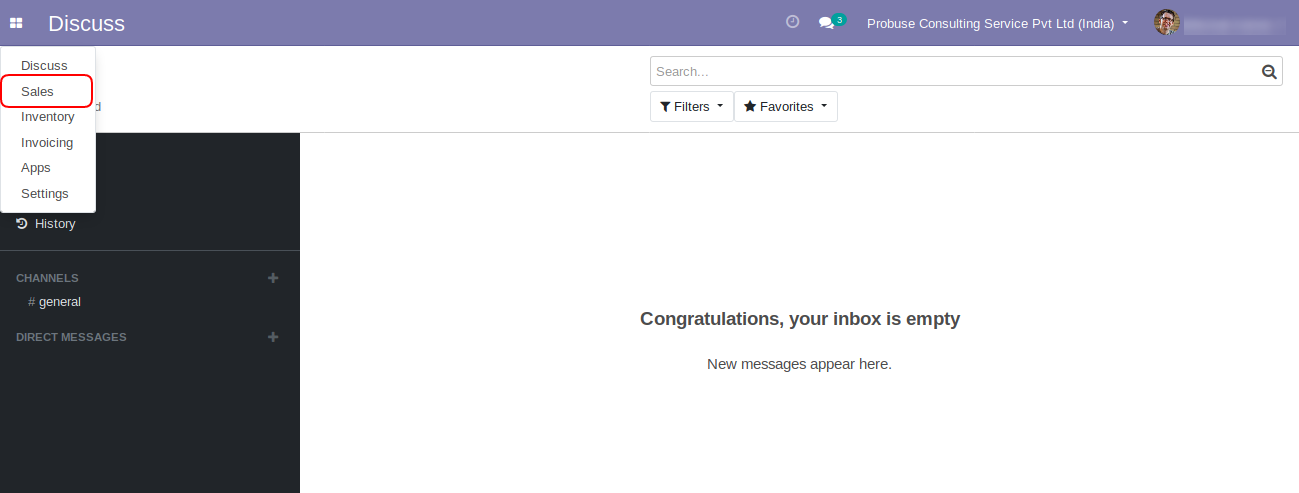 Discuss
3
Probuse Consulting Service Pvt Ltd (India)
Discuss
Sales
Inventory
Invoicing
Apps
Settings
Search...
Filters
Favorites
History
CHANNELS
# general
DIRECT MESSAGES
Congratulations, your inbox is empty
New messages appear here.